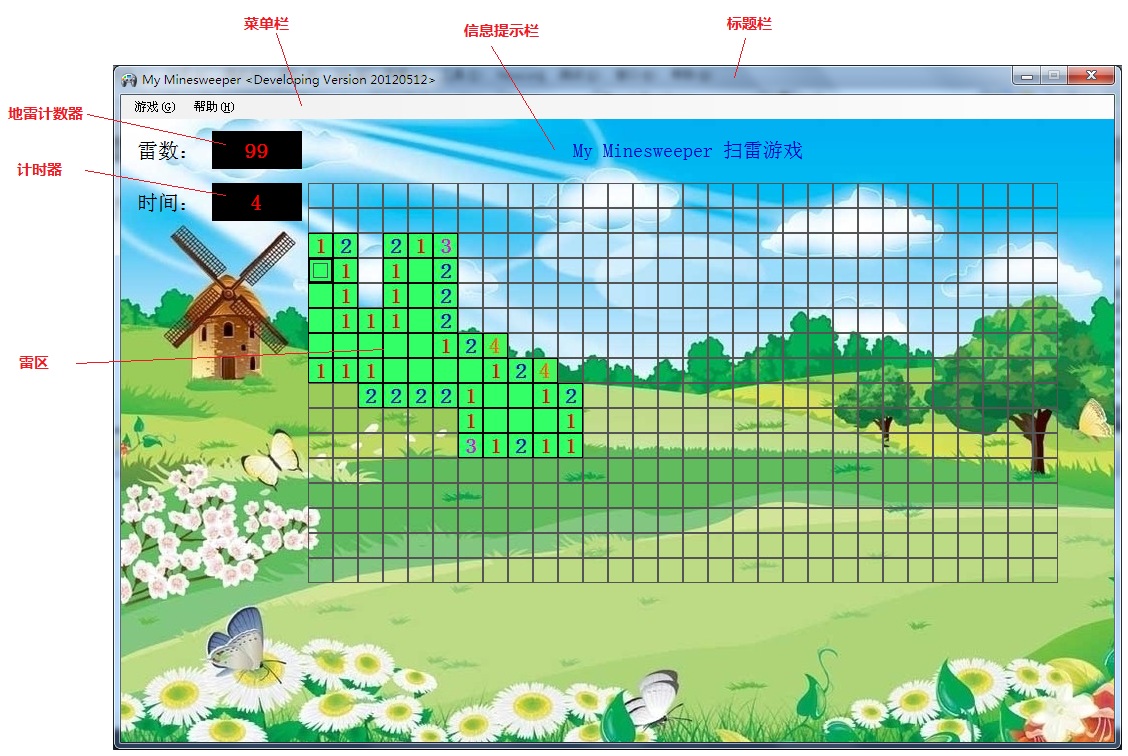 菜单栏
信息提示栏
标题栏
My Minesweeper <Developing Version 20120512>
游戏(G) 帮助(H)
地雷计数器
雷数: 99
My Minesweeper 扫雷游戏
计时器
时间: 4
1 2 2 1 3
1 1 2
1 1 2
1 1 1 2
1 2 4
雷区
1 1 1 1 2 4
2 2 2 2 1 1 2
1 1
3 1 2 1 1